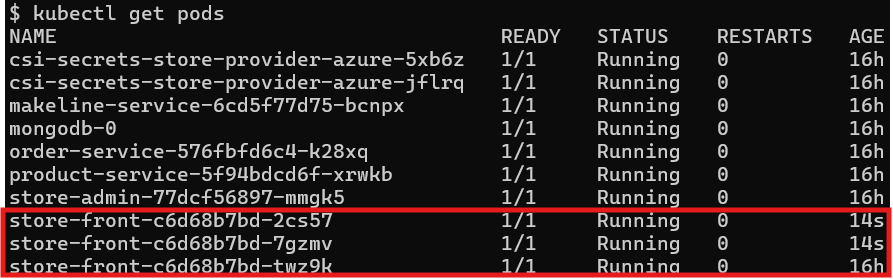 $ kubectl get pods
NAME READY STATUS RESTARTS AGE
csi-secrets-store-provider-azure-5xb6z 1/1 Running 0 16h
csi-secrets-store-provider-azure-jflrq 1/1 Running 0 16h
makeline-service-6cd5f77d75-bcnpx 1/1 Running 0 16h
mongodb-0 1/1 Running 0 16h
order-service-576fbfd6c4-k28xq 1/1 Running 0 16h
product-service-5f94bdcd6f-xrwkb 1/1 Running 0 16h
store-admin-77dcf56897-mmgk5 1/1 Running 0 16h
store-front-c6d68b7bd-2cs57 1/1 Running 0 14s
store-front-c6d68b7bd-7gzmv 1/1 Running 0 14s
store-front-c6d68b7bd-twz9k 1/1 Running 0 16h